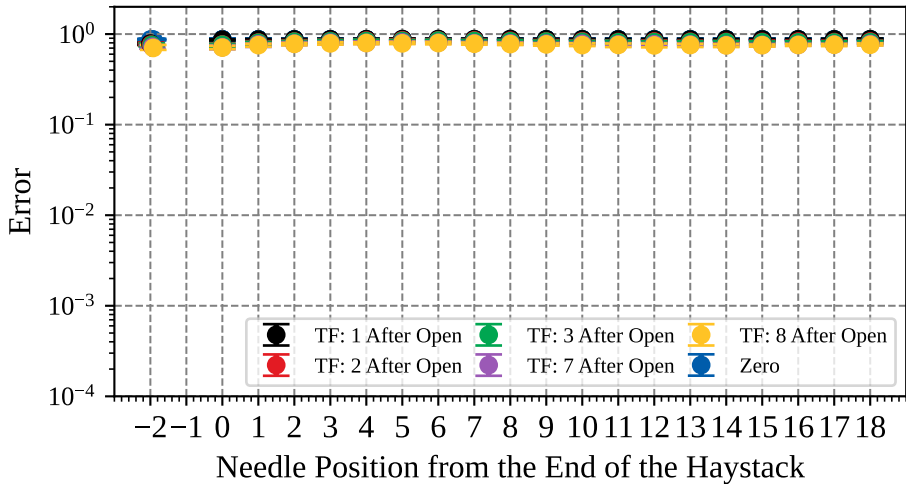 10⁰
10⁻¹
10⁻²
10⁻³
10⁻⁴
Error
TF: 1 After Open TF: 3 After Open TF: 8 After Open
TF: 2 After Open TF: 7 After Open Zero
−2 −1 0 1 2 3 4 5 6 7 8 9 10 11 12 13 14 15 16 17 18
Needle Position from the End of the Haystack